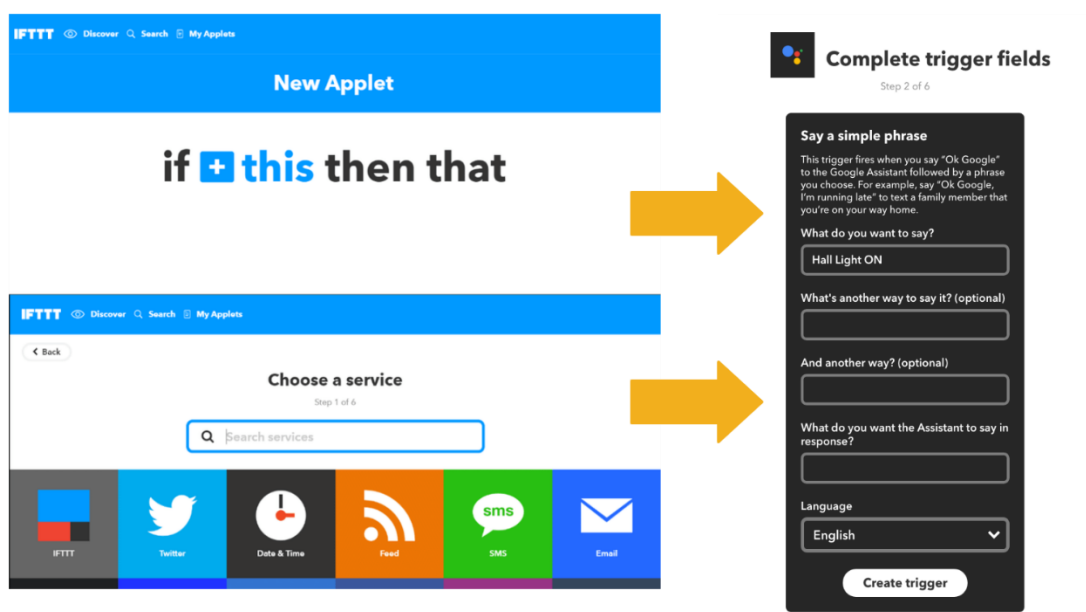 IFTTT Discover Search My Applets
New Applet
if + this then that
IFTTT Discover Search My Applets
Back
Choose a service
Step 1 of 6
Search services
IFTTT Twitter Date & Time Feed SMS Email
sms
Complete trigger fields
Step 2 of 6
Say a simple phrase
This trigger fires when you say "Ok Google"
to the Google Assistant followed by a phrase
you choose. For example, say "Ok Google,
I'm running late" to text a family member that
you're on your way home.
What do you want to say?
Hall Light ON
What's another way to say it? (optional)
And another way? (optional)
What do you want the Assistant to say in
response?
Language
English
Create trigger